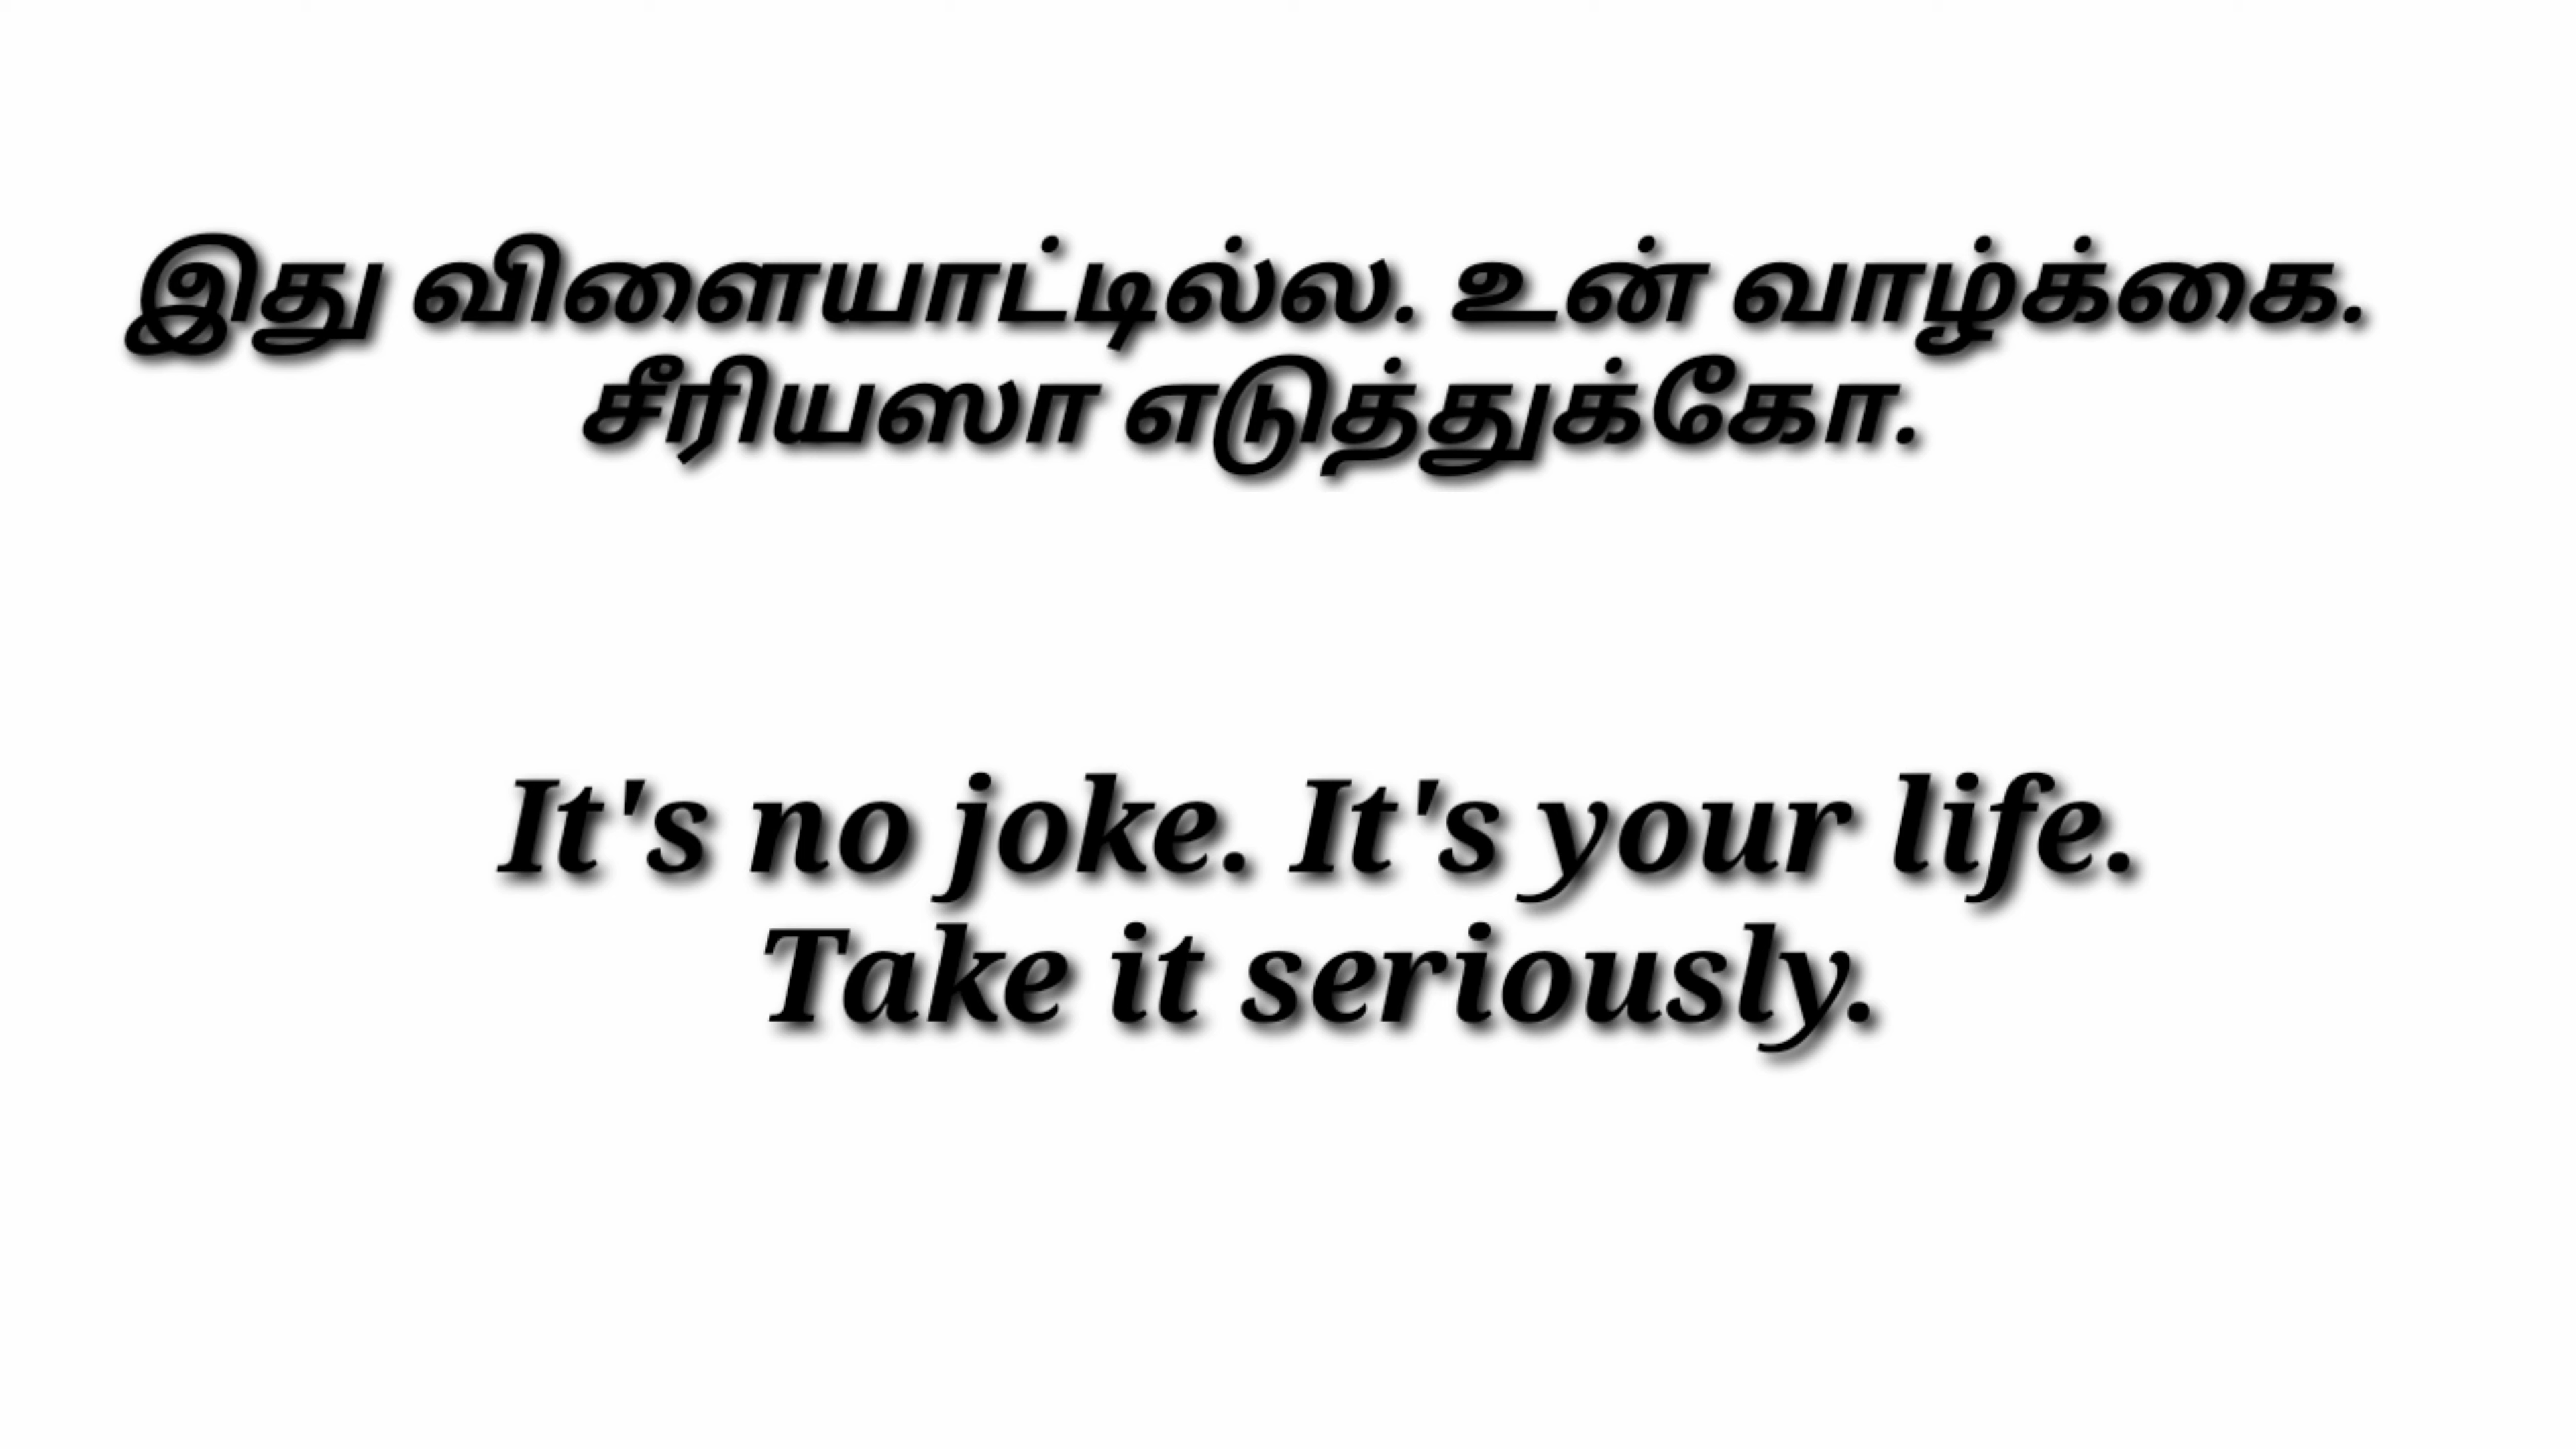 இது விளையாட்டில்ல. உன் வாழ்க்கை.
சீரியஸா எடுத்துக்கோ.
It's no joke. It's your life.
Take it seriously.